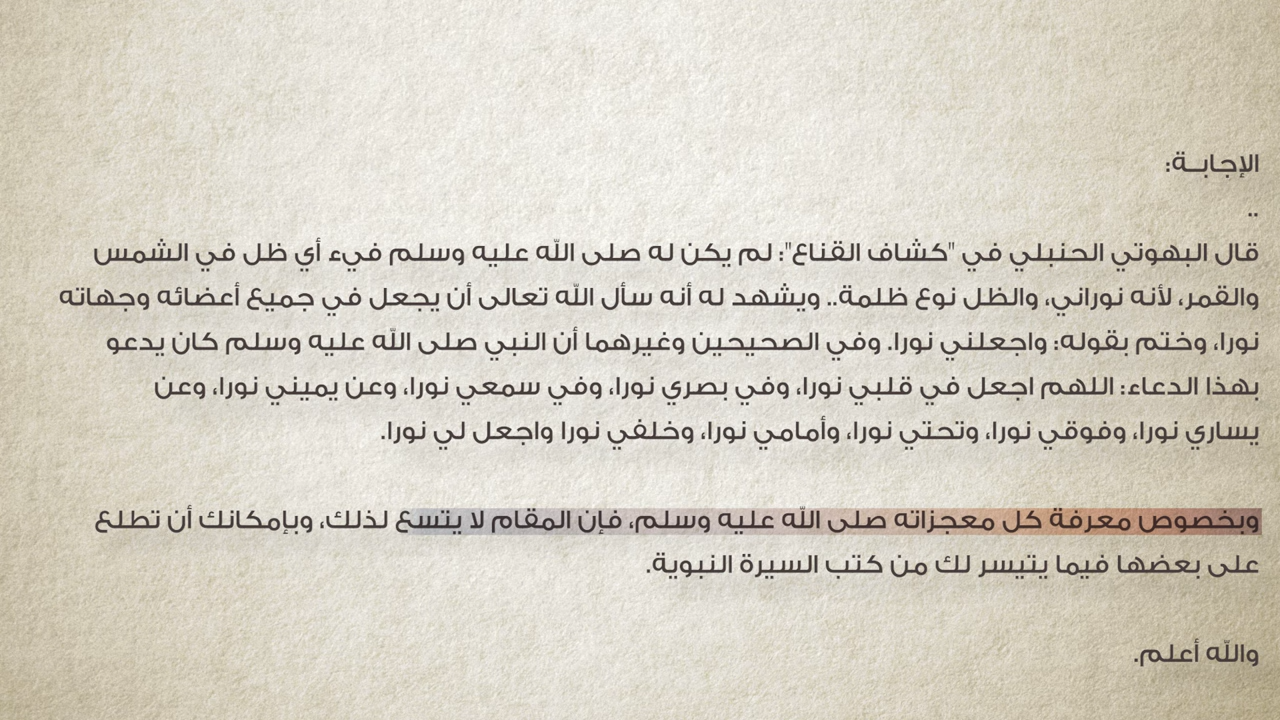 الإجابــة:
..
قال البهوتي الحنبلي في "كشاف القناع": لم يكن له صلى الله عليه وسلم فيء أي ظل في الشمس
والقمر، لأنه نوراني، والظل نوع ظلمة.. ويشهد له أنه سأل الله تعالى أن يجعل في جميع أعضائه وجهاته
نورا، وختم بقوله: واجعلني نورا. وفي الصحيحين وغيرهما أن النبي صلى الله عليه وسلم كان يدعو
بهذا الدعاء: اللهم اجعل في قلبي نورا، وفي بصري نورا، وفي سمعي نورا، وعن يميني نورا، وعن
يساري نورا، وفوقي نورا، وتحتي نورا، وأمامي نورا، وخلفي نورا واجعل لي نورا.
وبخصوص معرفة كل معجزاته صلى الله عليه وسلم، فإن المقام لا يتسع لذلك، وبإمكانك أن تطلع
على بعضها فيما يتيسر لك من كتب السيرة النبوية.
والله أعلم.